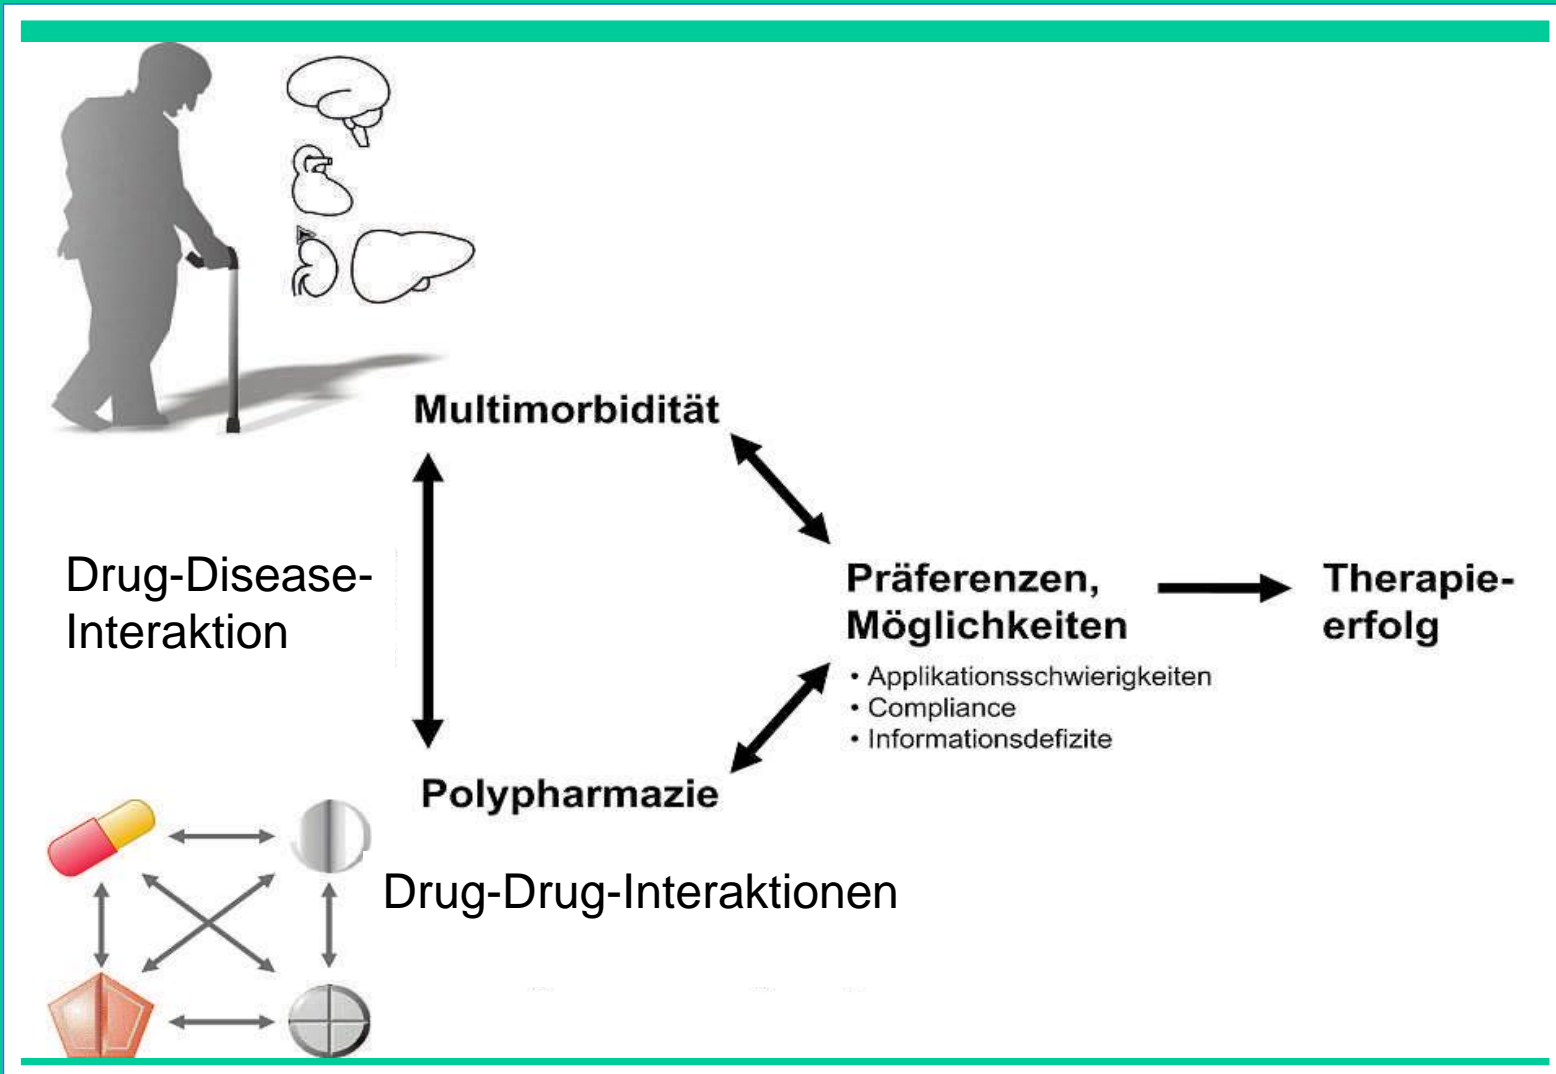 Multimorbidität
Drug-Disease-
Interaktion
Präferenzen,
Möglichkeiten
• Applikationsschwierigkeiten
• Compliance
• Informationsdefizite
Therapie-
erfolg
Polypharmazie
Drug-Drug-Interaktionen